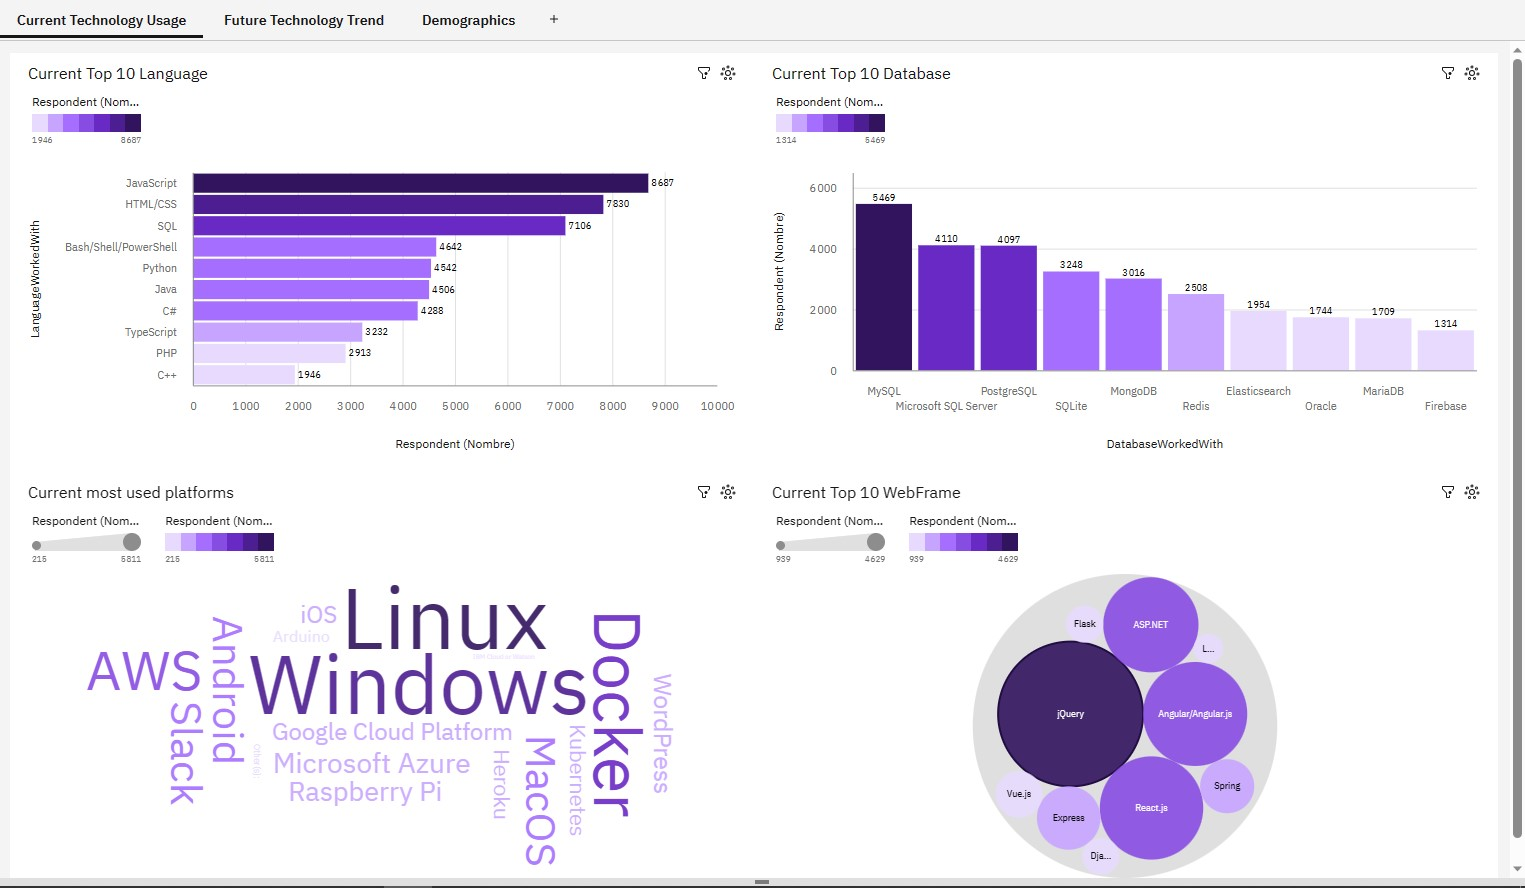 Current Technology Usage
Future Technology Trend
Demographics
+
Current Top 10 Language
Respondent (Nom...
1946 8687
LanguageWorkedWith
JavaScript 8687
HTML/CSS 7830
SQL 7106
Bash/Shell/PowerShell 4642
Python 4542
Java 4506
C# 4288
TypeScript 3232
PHP 2913
C++ 1946
0 1000 2000 3000 4000 5000 6000 7000 8000 9000 10000
Respondent (Nombre)
Current Top 10 Database
Respondent (Nom...
1314 5469
Respondent (Nombre)
6000
4000
2000
0
5469
4110
4097
3248
3016
2508
1954
1744
1709
1314
MySQL
Microsoft SQL Server
PostgreSQL
SQLite
MongoDB
Redis
Elasticsearch
Oracle
MariaDB
Firebase
DatabaseWorkedWith
Current most used platforms
Respondent (Nom...
215 5811
Respondent (Nom...
215 5811
iOS
Linux
Arduino
AWS
Android
Windows
Docker
WordPress
Slack
Google Cloud Platform
Microsoft Azure
Raspberry Pi
Heroku
MacOS
Kubernetes
Current Top 10 WebFrame
Respondent (Nom...
939 4629
Respondent (Nom...
939 4629
Flask
ASP.NET
L...
jQuery
Angular/Angular.js
Vue.js
Express
React.js
Spring
Dja...